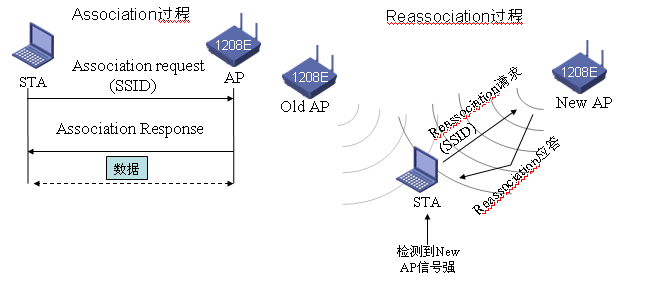 Association过程
1208E
STA
AP
Association request
(SSID)
Association Response
数据
Reassociation过程
1208E
Old AP
1208E
New AP
Reassociation请求
(SSID)
Reassociation应答
STA
检测到New
AP信号强